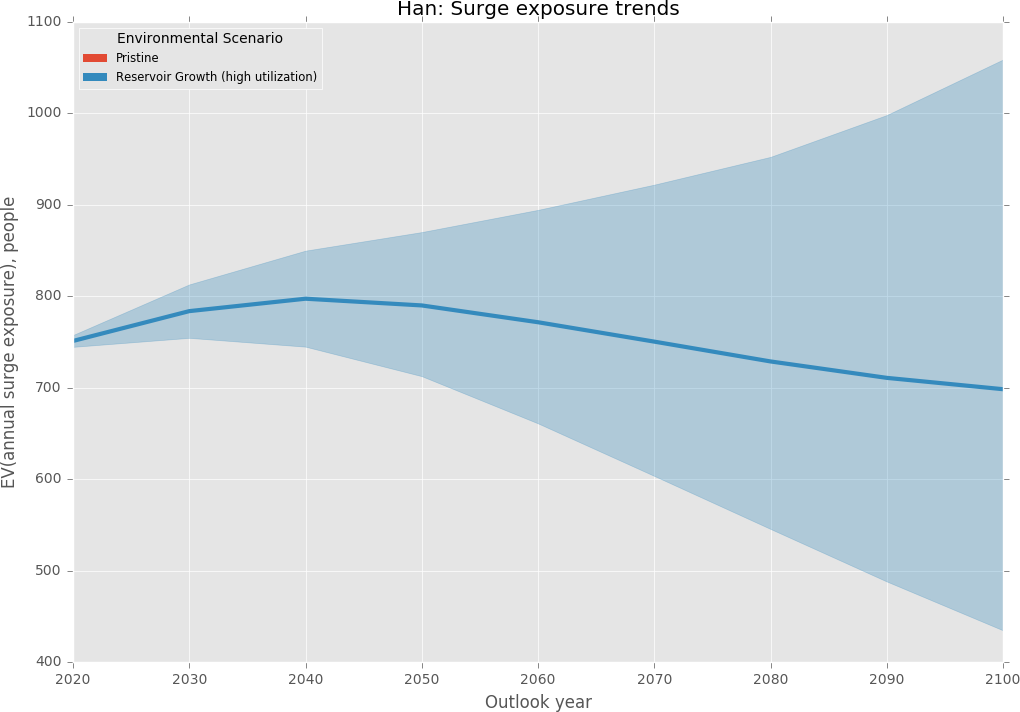 Han: Surge exposure trends
Environmental Scenario
Pristine
Reservoir Growth (high utilization)
EV(annual surge exposure), people
1100
1000
900
800
700
600
500
400
2020 2030 2040 2050 2060 2070 2080 2090 2100
Outlook year